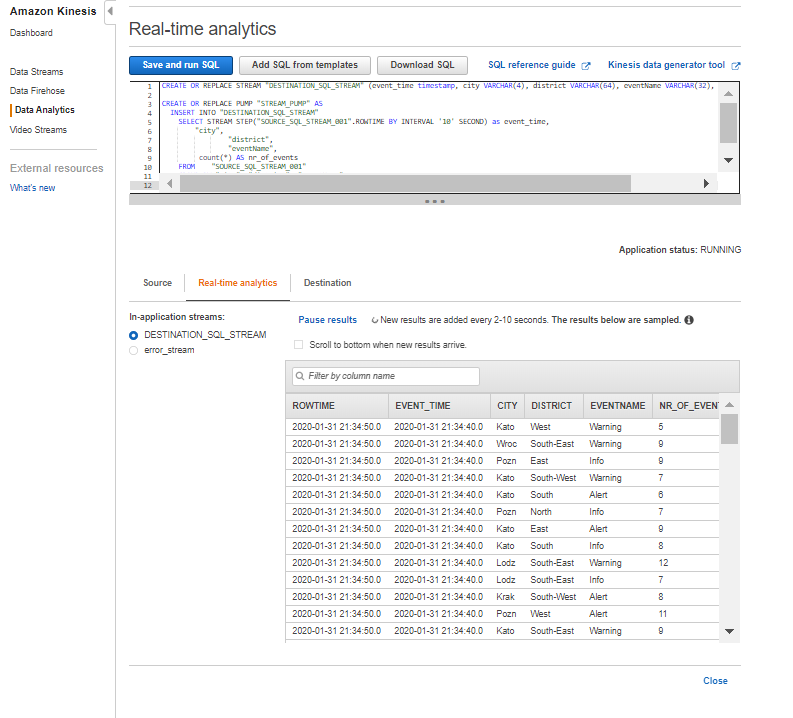 Amazon Kinesis
Dashboard
Data Streams
Data Firehose
Data Analytics
Video Streams
External resources
What's new
Real-time analytics
Save and run SQL Add SQL from templates Download SQL SQL reference guide Kinesis data generator tool
1 CREATE OR REPLACE STREAM "DESTINATION_SQL_STREAM" (event_time timestamp, city VARCHAR(4), district VARCHAR(64), eventName VARCHAR(32),
2
3 CREATE OR REPLACE PUMP "STREAM_PUMP" AS
4 INSERT INTO "DESTINATION_SQL_STREAM"
5 SELECT STREAM STEP("SOURCE_SQL_STREAM_001".ROWTIME BY INTERVAL '10' SECOND) as event_time,
6 "city",
7 "district",
8 "eventName",
9 count(*) AS nr_of_events
10 FROM "SOURCE_SQL_STREAM_001"
11
12
Application status: RUNNING
Source Real-time analytics Destination
In-application streams:
DESTINATION_SQL_STREAM
error_stream
Pause results New results are added every 2-10 seconds. The results below are sampled.
Scroll to bottom when new results arrive.
Filter by column name
ROWTIME EVENT_TIME CITY DISTRICT EVENTNAME NR_OF_EVEN
2020-01-31 21:34:50.0 2020-01-31 21:34:40.0 Kato West Warning 5
2020-01-31 21:34:50.0 2020-01-31 21:34:40.0 Wroc South-East Warning 9
2020-01-31 21:34:50.0 2020-01-31 21:34:40.0 Pozn East Info 9
2020-01-31 21:34:50.0 2020-01-31 21:34:40.0 Kato South-West Warning 7
2020-01-31 21:34:50.0 2020-01-31 21:34:40.0 Kato South Alert 6
2020-01-31 21:34:50.0 2020-01-31 21:34:40.0 Pozn North Info 7
2020-01-31 21:34:50.0 2020-01-31 21:34:40.0 Kato East Alert 9
2020-01-31 21:34:50.0 2020-01-31 21:34:40.0 Kato South Info 8
2020-01-31 21:34:50.0 2020-01-31 21:34:40.0 Lodz South-East Warning 12
2020-01-31 21:34:50.0 2020-01-31 21:34:40.0 Lodz South-East Info 7
2020-01-31 21:34:50.0 2020-01-31 21:34:40.0 Krak South-West Alert 8
2020-01-31 21:34:50.0 2020-01-31 21:34:40.0 Pozn West Alert 11
2020-01-31 21:34:50.0 2020-01-31 21:34:40.0 Kato South-East Warning 9
Close